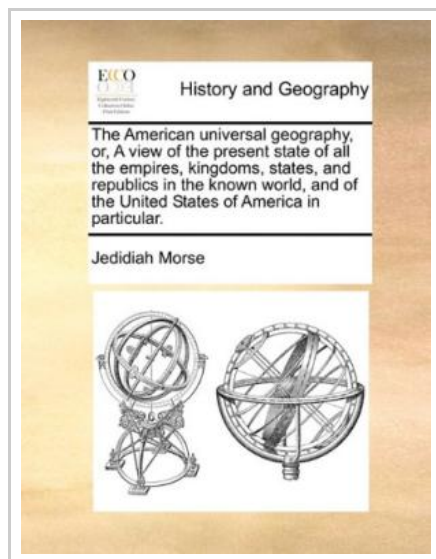 ECCO
History and Geography
The American universal geography,
or, A view of the present state of all
the empires, kingdoms, states, and
republics in the known world, and of
the United States of America in
particular.
Jedidiah Morse